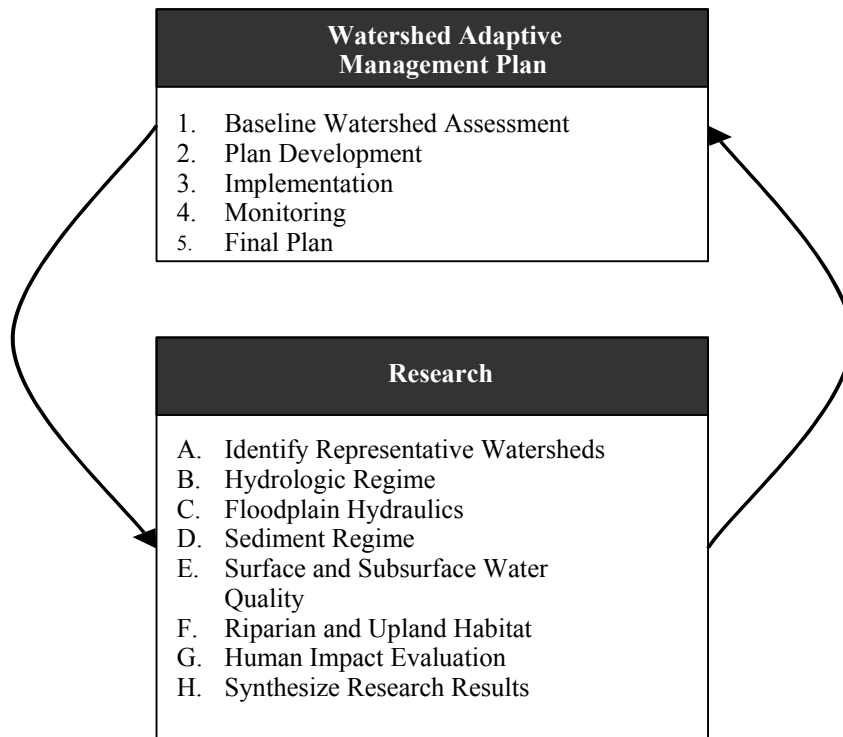 Watershed Adaptive
Management Plan
1. Baseline Watershed Assessment
2. Plan Development
3. Implementation
4. Monitoring
5. Final Plan
Research
A. Identify Representative Watersheds
B. Hydrologic Regime
C. Floodplain Hydraulics
D. Sediment Regime
E. Surface and Subsurface Water
Quality
F. Riparian and Upland Habitat
G. Human Impact Evaluation
H. Synthesize Research Results